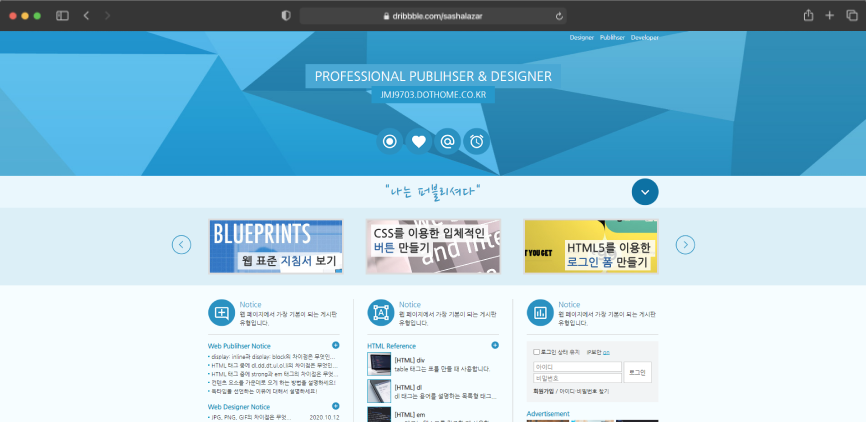 dribbble.com/sashalazar
Designer Publihser Developer
PROFESSIONAL PUBLIHSER & DESIGNER
JMJ9703.DOTHOME.CO.KR
"나는 퍼블리셔다"
BLUEPRINTS
웹 표준 지침서 보기
CSS를 이용한 입체적인
버튼 만들기
and inte
YOU GET
HTML5를 이용한
로그인 폼 만들기
Notice
웹 페이지에서 가장 기본이 되는 게시판
유형입니다.
Notice
웹 페이지에서 가장 기본이 되는 게시판
유형입니다.
Notice
웹 페이지에서 가장 기본이 되는 게시판
유형입니다.
Web Publihser Notice
display: inline과 display: block의 차이점은 무엇인...
HTML 태그 중에 dl,dd,dt,ul,ol,li의 차이점은 무엇인...
HTML 태그 중에 strong과 em 태그의 차이점은 무엇...
컨텐츠 요소를 가운데로 오게 하는 방법을 설명하세요!
독타입을 선언하는 이유에 대해서 설명하세요!
Web Designer Notice
JPG, PNG, GIF의 차이점은 무엇... 2020.10.12
HTML Reference
[HTML] div
table 태그는 표를 만들 때 사용합니다.
[HTML] dl
dl 태그는 용어를 설명하는 목록형 태그...
[HTML] em
로그인 상태 유지 IP보안 on
아이디
비밀번호
로그인
회원가입 / 아이디·비밀번호 찾기
Advertisement